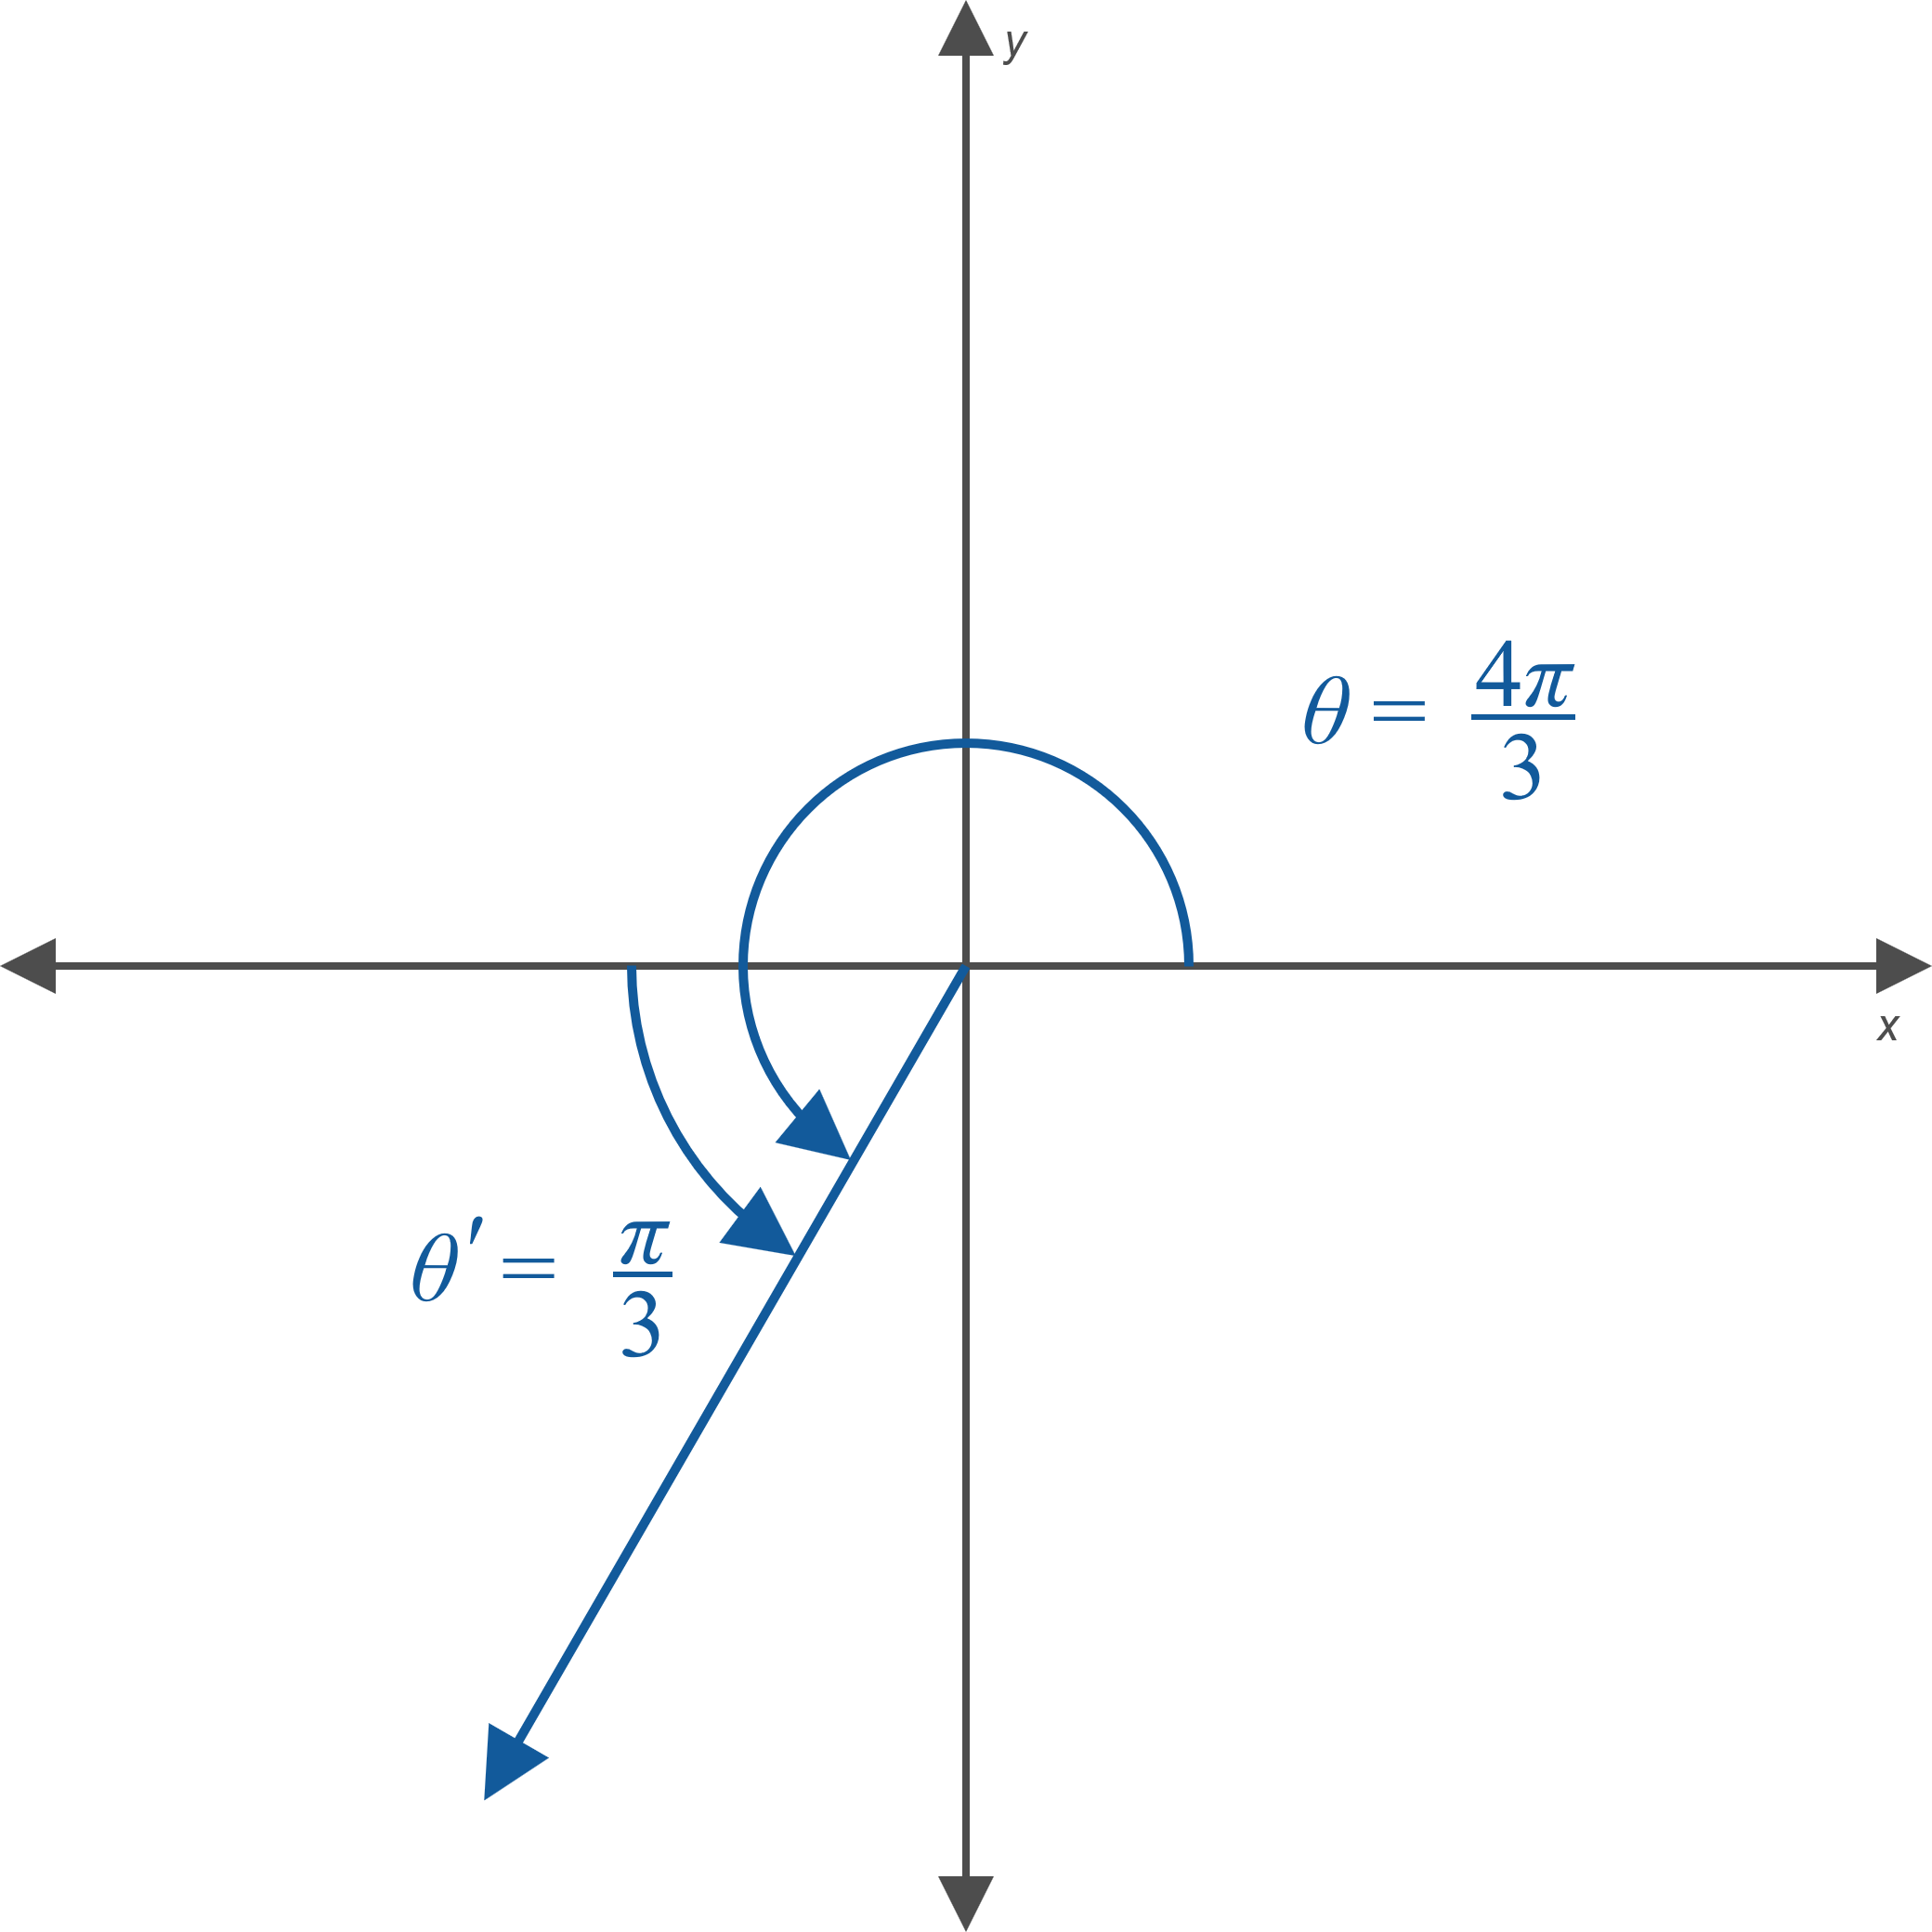 y
θ = 4π/3
x
θ′ = π/3